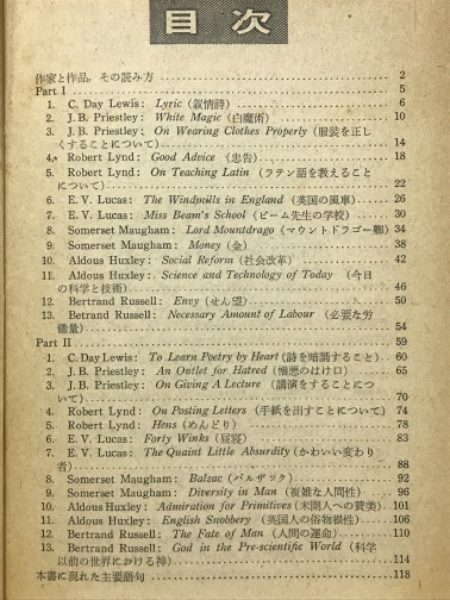 目次
作家と作品,その読み方 2
Part I 5
1. C. Day Lewis: Lyric (叙情詩) 6
2. J. B. Priestley: White Magic (白魔術) 10
3. J. B. Priestley: On Wearing Clothes Properly (服装を正し
くすることについて) 14
4. Robert Lynd: Good Advice (忠告) 18
5. Robert Lynd: On Teaching Latin (ラテン語を教えること
について) 22
6. E. V. Lucas: The Windmills in England (英国の風車) 26
7. E. V. Lucas: Miss Beam's School (ビーム先生の学校) 30
8. Somerset Maugham: Lord Mountdrago (マウントドラゴー卿) 34
9. Somerset Maugham: Money (金) 38
10. Aldous Huxley: Social Reform (社会改革) 42
11. Aldous Huxley: Science and Technology of Today (今日
の科学と技術) 46
12. Bertrand Russell: Envy (せん望) 50
13. Betrand Russell: Necessary Amount of Labour (必要な労
働量) 54
Part II 59
1. C. Day Lewis: To Learn Poetry by Heart (詩を暗誦すること) 60
2. J. B. Priestley: An Outlet for Hatred (憎悪のはけ口) 65
3. J. B. Priestley: On Giving A Lecture (講演をすることにつ
いて) 70
4. Robert Lynd: On Posting Letters (手紙を出すについて) 74
5. Robert Lynd: Hens (めんどり) 78
6. E. V. Lucas: Forty Winks (昼寝) 83
7. E. V. Lucas: The Quaint Little Absurdity (かわいい変わり
者) 88
8. Somerset Maugham: Balzac (バルザック) 92
9. Somerset Maugham: Diversity in Man (複雑な人間性) 96
10. Aldous Huxley: Admiration for Primitives (未開人への賛美) 101
11. Aldous Huxley: English Snobbery (英国人の俗物根性) 106
12. Bertrand Russell: The Fate of Man (人間の運命) 110
13. Bertrand Russell: God in the Pre-scientific World (科学
以前の世界における神) 114
本書に現れた主要語句 118